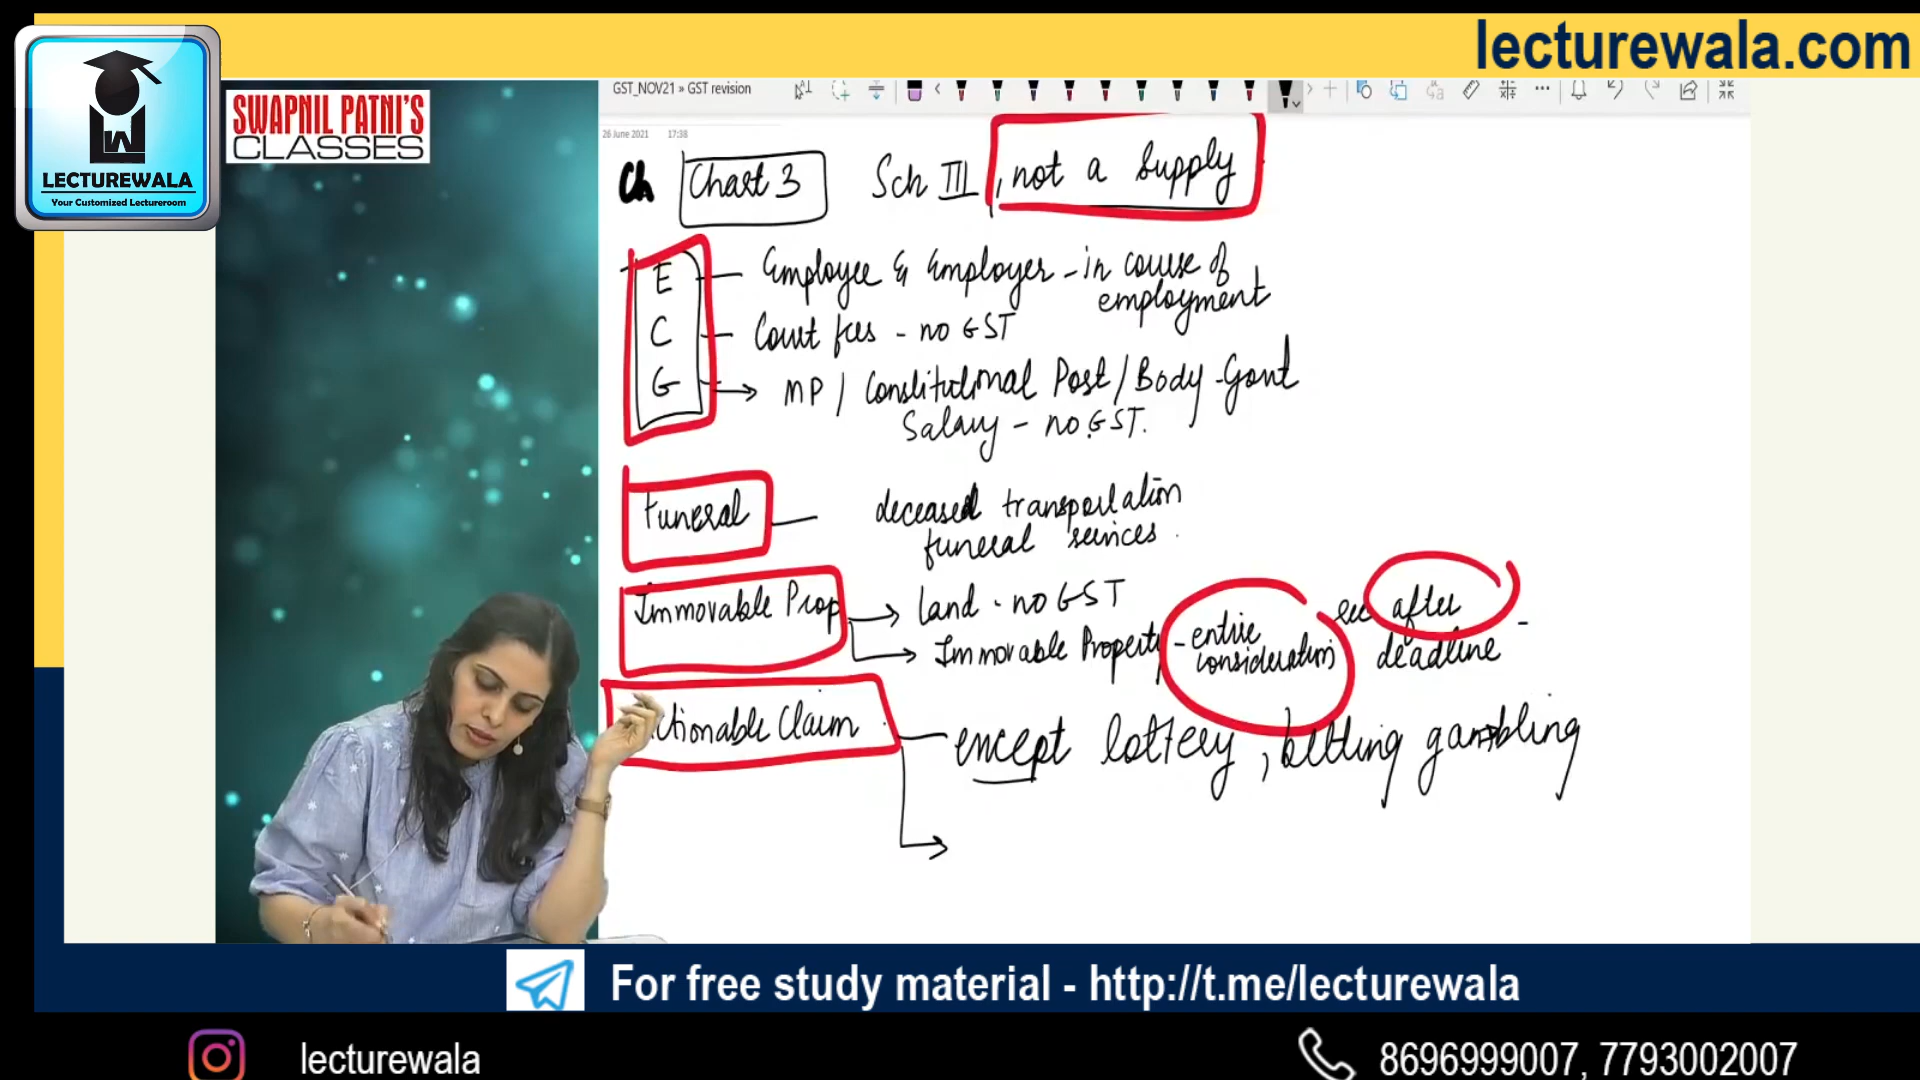 lecturewala.com
LW
LECTUREWALA
Your Customized Lectureroom
SWAPNIL PATNI'S
CLASSES
GST_NOV21 » GST revision
26 June 2021 17:38
Ch Chart 3 Sch III, not a supply
E — Employee & Employer - in course of
employment
C — Court fees - no GST
G → MP / Constitutional Post / Body - Govt
Salary - no GST.
Funeral — deceased transportation
funeral services.
Immovable Prop → Land - no GST
→ Immovable Property - entire
consideration
rec after
deadline -
ctionable Claim — except lottery, betting gambling
For free study material - http://t.me/lecturewala
lecturewala
8696999007, 7793002007